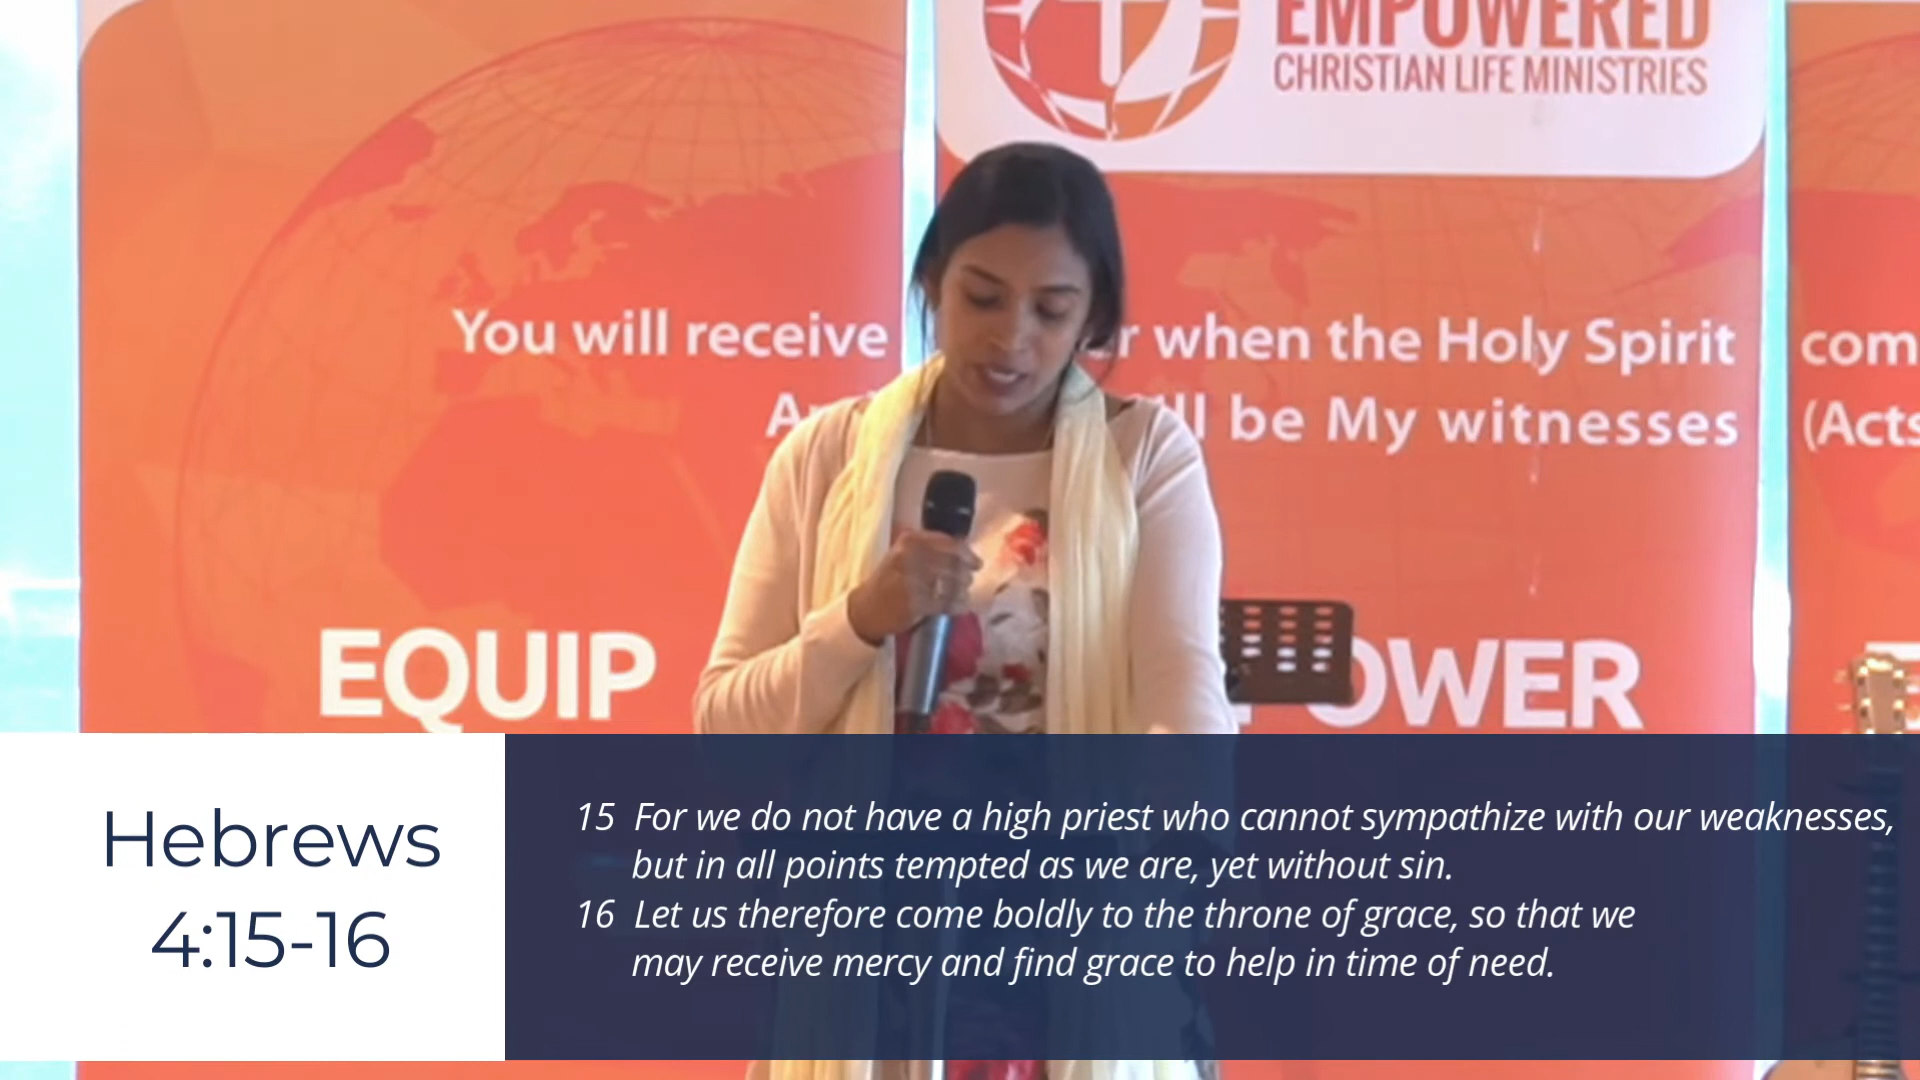 EMPOWERED
CHRISTIAN LIFE MINISTRIES
You will receive
r when the Holy Spirit
com
ll be My witnesses
(Acts
EQUIP
OWER
Hebrews
4:15-16
15 For we do not have a high priest who cannot sympathize with our weaknesses,
but in all points tempted as we are, yet without sin.
16 Let us therefore come boldly to the throne of grace, so that we
may receive mercy and find grace to help in time of need.